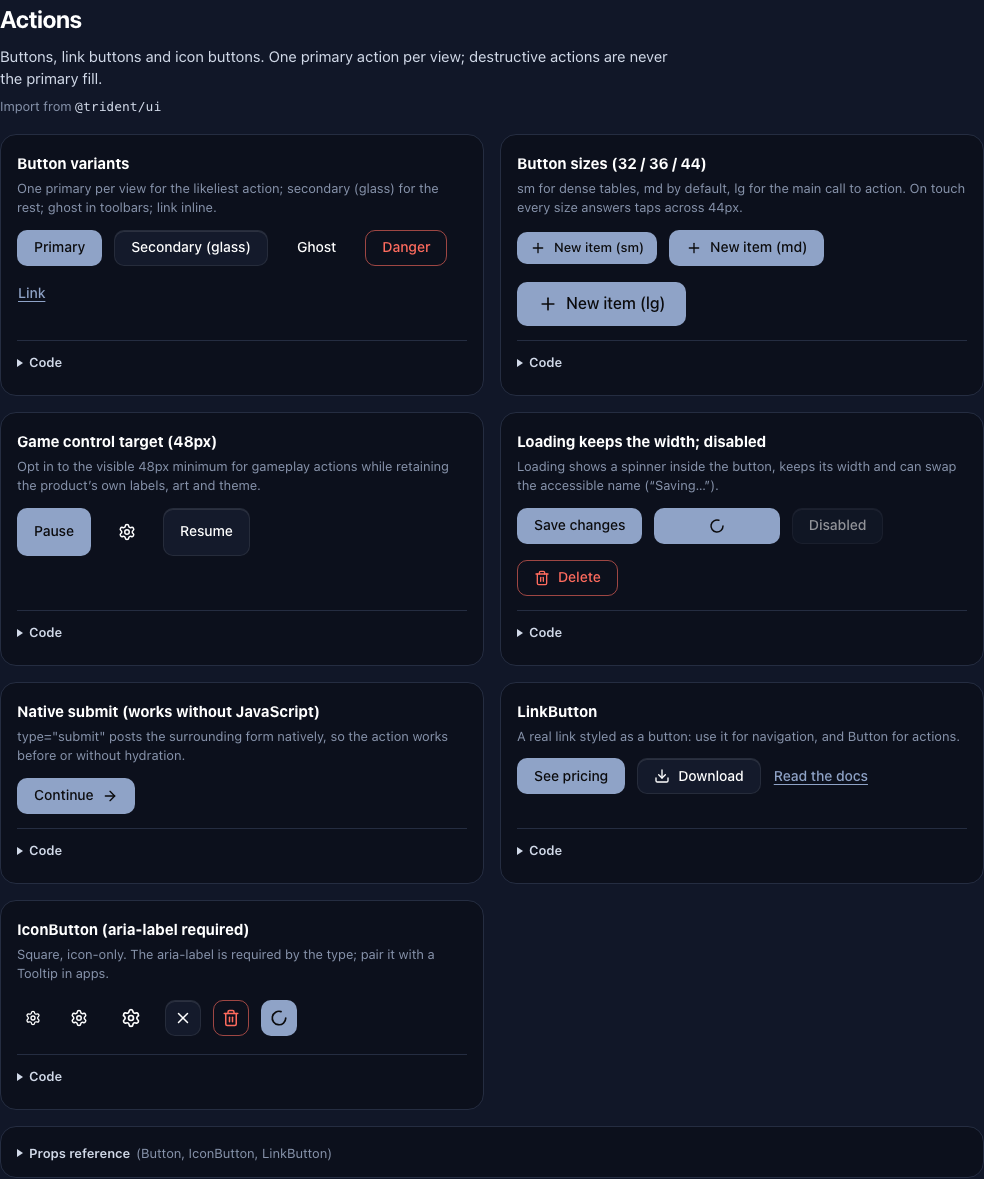 Actions
Buttons, link buttons and icon buttons. One primary action per view; destructive actions are never
the primary fill.
Import from @trident/ui
Button variants
One primary per view for the likeliest action; secondary (glass) for the
rest; ghost in toolbars; link inline.
Primary
Secondary (glass)
Ghost
Danger
Link
Code
Button sizes (32 / 36 / 44)
sm for dense tables, md by default, lg for the main call to action. On touch
every size answers taps across 44px.
New item (sm)
New item (md)
New item (lg)
Code
Game control target (48px)
Opt in to the visible 48px minimum for gameplay actions while retaining
the product’s own labels, art and theme.
Pause
Resume
Code
Loading keeps the width; disabled
Loading shows a spinner inside the button, keeps its width and can swap
the accessible name (“Saving…”).
Save changes
Disabled
Delete
Code
Native submit (works without JavaScript)
type="submit" posts the surrounding form natively, so the action works
before or without hydration.
Continue
Code
LinkButton
A real link styled as a button: use it for navigation, and Button for actions.
See pricing
Download
Read the docs
Code
IconButton (aria-label required)
Square, icon-only. The aria-label is required by the type; pair it with a
Tooltip in apps.
Code
Props reference (Button, IconButton, LinkButton)